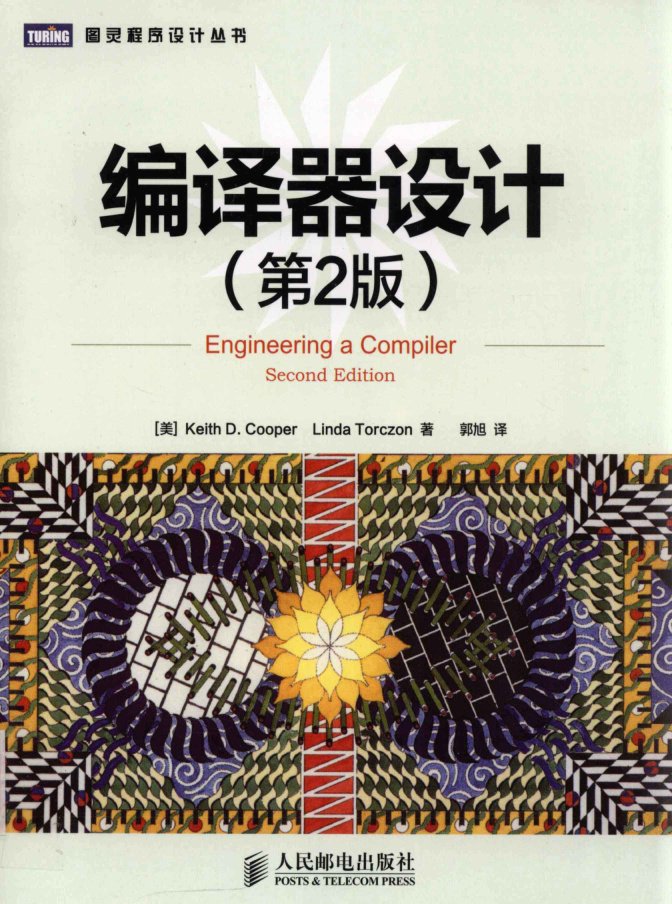 TURING 图灵程序设计丛书
编译器设计
（第2版）
Engineering a Compiler
Second Edition
[美] Keith D. Cooper Linda Torczon 著 郭旭 译
人民邮电出版社
POSTS & TELECOM PRESS